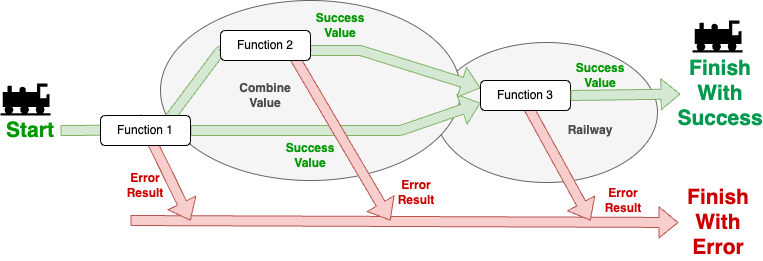 Success
Value
Function 2
Combine
Value
Start
Function 1
Success
Value
Function 3
Success
Value
Railway
Finish
With
Success
Error
Result
Error
Result
Error
Result
Finish
With
Error